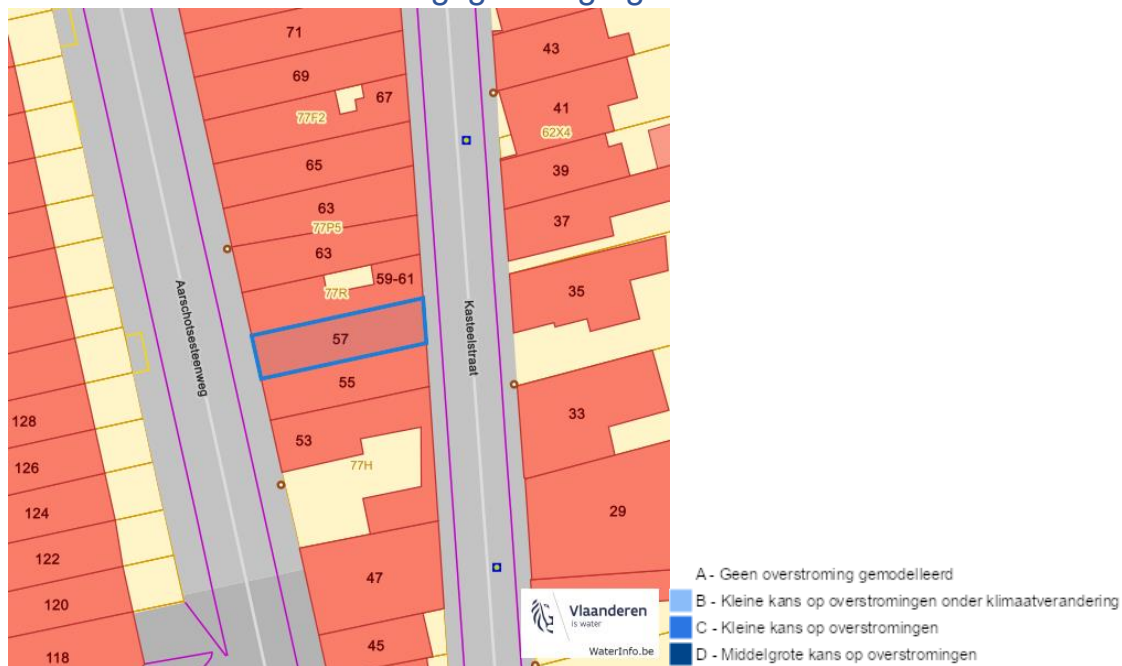 71
69
67
77F2
65
63
77P5
63
59-61
77R
57
55
53
77H
47
45
43
41
62X4
39
37
35
33
29
Aarschotsesteenweg
Kasteelstraat
128
126
124
122
120
118
Vlaanderen
is water
WaterInfo.be
A - Geen overstroming gemodelleerd
B - Kleine kans op overstromingen onder klimaatverandering
C - Kleine kans op overstromingen
D - Middelgrote kans op overstromingen